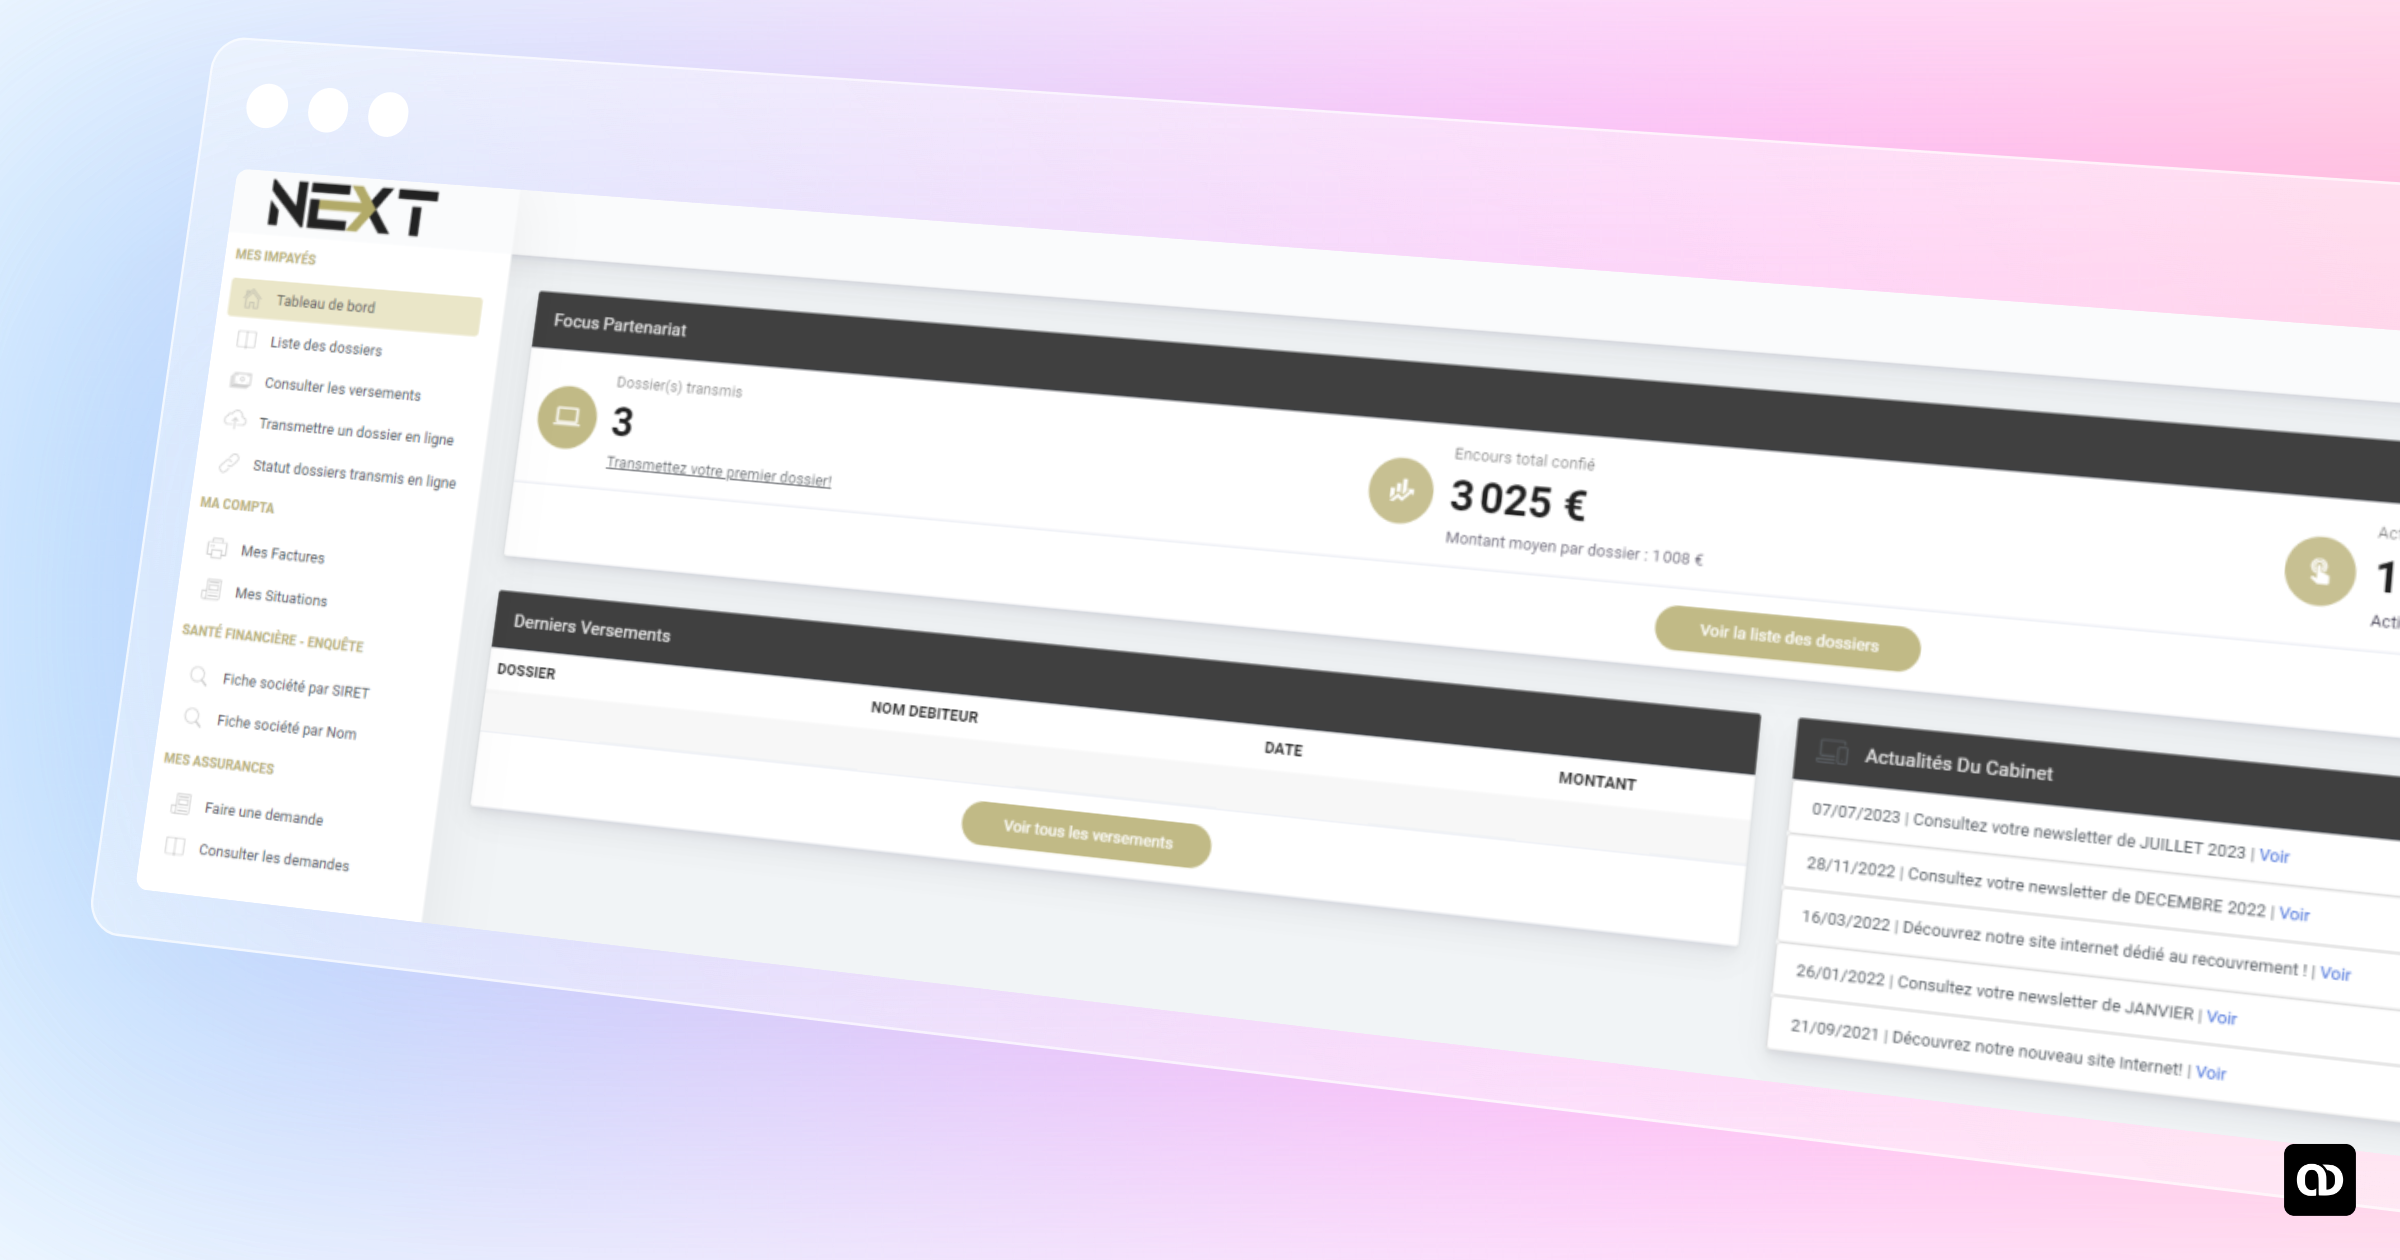 NEXT
MES IMPAYÉS
Tableau de bord
Liste des dossiers
Consulter les versements
Transmettre un dossier en ligne
Statut dossiers transmis en ligne
MA COMPTA
Mes Factures
Mes Situations
SANTÉ FINANCIÈRE - ENQUÊTE
Fiche société par SIRET
Fiche société par Nom
MES ASSURANCES
Faire une demande
Consulter les demandes
Focus Partenariat
Dossier(s) transmis
3
Transmettez votre premier dossier!
Encours total confié
3 025 €
Montant moyen par dossier : 1 008 €
Act
1
Acti
Voir la liste des dossiers
Derniers Versements
DOSSIER NOM DEBITEUR DATE MONTANT
Voir tous les versements
Actualités Du Cabinet
07/07/2023 | Consultez votre newsletter de JUILLET 2023 | Voir
28/11/2022 | Consultez votre newsletter de DECEMBRE 2022 | Voir
16/03/2022 | Découvrez notre site internet dédié au recouvrement ! | Voir
26/01/2022 | Consultez votre newsletter de JANVIER | Voir
21/09/2021 | Découvrez notre nouveau site Internet! | Voir